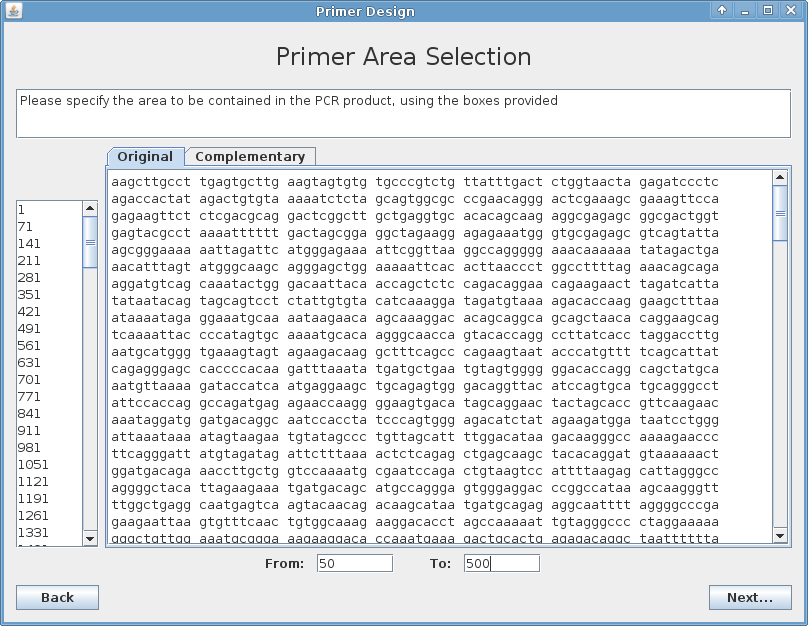 Primer Design
Primer Area Selection
Please specify the area to be contained in the PCR product, using the boxes provided
Original Complementary
aagcttgcct tgagtgcttg aagtagtgtg tgcccgtctg ttatttgact ctggtaacta gagatccctc
1 agaccactat agactgtgta aaaatctcta gcagtggcgc ccgaacaggg actcgaaagc gaaagttcca
71 gagaagttct ctcgacgcag gactcggctt gctgaggtgc acacagcaag aggcgagagc ggcgactggt
141 gagtacgcct aaaatttttt gactagcgga ggctagaagg agagaaatgg gtgcgagagc gtcagtatta
211 agcgggaaaa aattagattc atgggagaaa attcggttaa ggccagggggg aaacaaaaaa tatagactga
281 aacatttagt atgggcaagc agggagctgg aaaaattcac acttaaccct ggccttttag aaacagcaga
351 aggatgtcag caaatactgg gacaattaca accagctctc cagacaggaa cagaagaact tagatcatta
421 tataatacag tagcagtcct ctattgtgta catcaaagga tagatgtaaa agacaccaag gaagctttaa
491 ataaaataga ggaaatgcaa aataagaaca agcaaaggac acagcaggca gcagctaaca caggaagcag
561 tcaaaattac cccatagtgc aaaatgcaca agggcaacca gtacaccagg ccttatcacc taggaccttg
631 aatgcatggg tgaaagtagt agaagacaag gctttcagcc cagaagtaat acccatgttt tcagcattat
701 cagagggagc caccccacaa gatttaaata tgatgctgaa tgtagtgggg ggacaccagg cagctatgca
771 aatgttaaaa gataccatca atgaggaagc tgcagagtgg gacaggttac atccagtgca tgcagggcct
841 attccaccag gccagatgag agaaccaagg ggaagtgaca tagcaggaac tactagcacc gttcaagaac
911 aaataggatg gatgacaggc aatccaccta tcccagtggg agacatctat agaagatgga taatcctggg
981 attaaataaa atagtaagaa tgtatagccc tgttagcatt ttggacataa gacaagggcc aaaagaaccc
1051 ttcagggatt atgtagatag attctttaaa actctcagag ctgagcaagc tacacaggat gtaaaaaact
1121 ggatgacaga aaccttgctg gtccaaaatg cgaatccaga ctgtaagtcc attttaagag cattagggcc
1191 aggggctaca ttagaagaaa tgatgacagc atgccaggga gtgggaggac ccggccataa agcaagggtt
1261 ttggctgagg caatgagtca agtacaacag acaagcataa tgatgcagag aggcaatttt aggggcccga
1331 gaagaattaa gtgtttcaac tgtggcaaag aaggacacct agccaaaaat tgtagggccc ctaggaaaaa
gggctgttgg aaatgcggga aagaaggaca ccaaatgaaa gactgcactg agagacaggc taatttttta
From: 50 To: 500
Back Next...